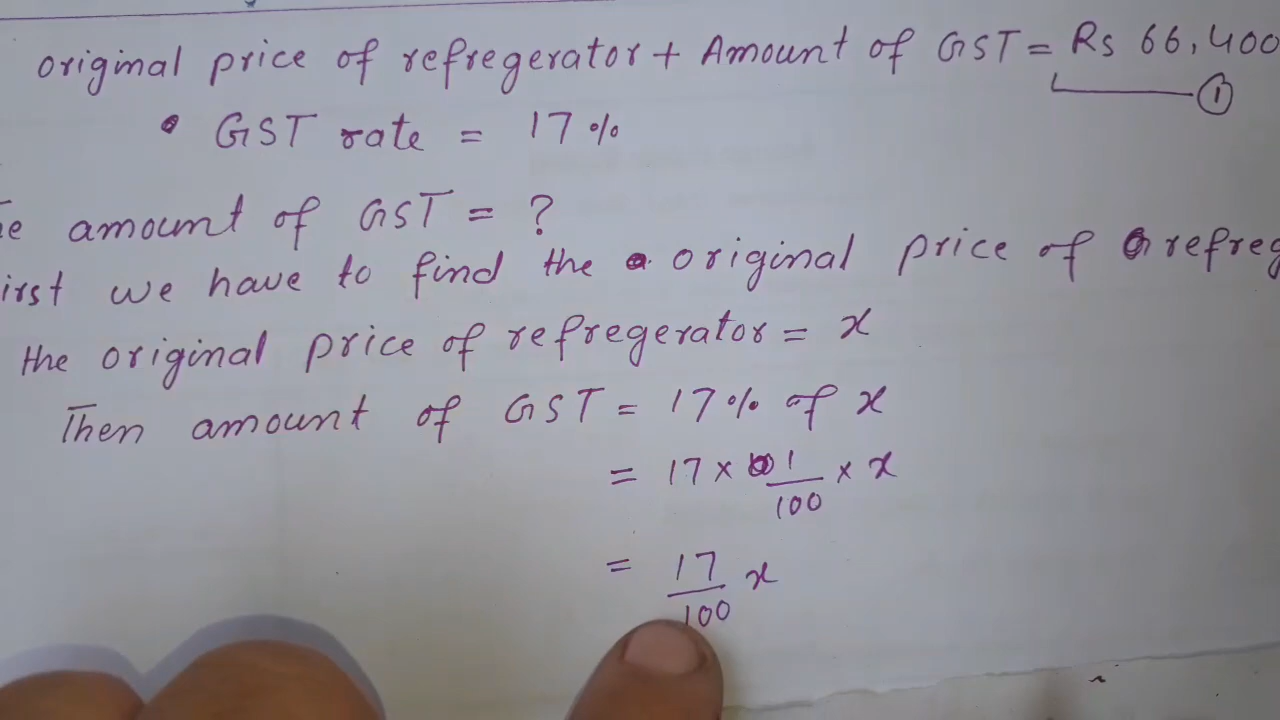 original price of refregerator + Amount of GST = Rs 66,400
①
• GST rate = 17%
amount of GST = ?
we have to find the original price of refreg
the original price of refregerator = x
Then amount of GST = 17% of x
= 17 × 1/100 × x
= 17/100 x